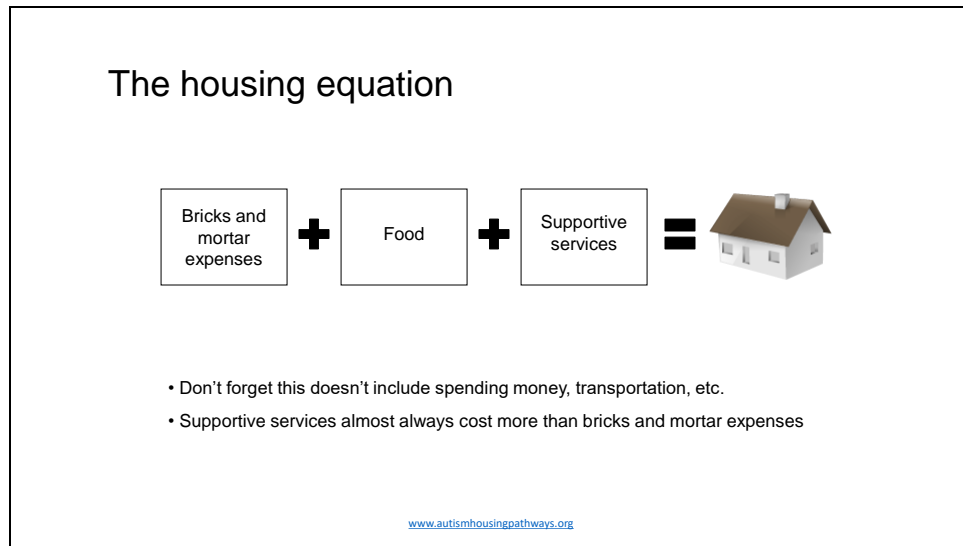 The housing equation
Bricks and
mortar
expenses
Food
Supportive
services
• Don’t forget this doesn’t include spending money, transportation, etc.
• Supportive services almost always cost more than bricks and mortar expenses
www.autismhousingpathways.org